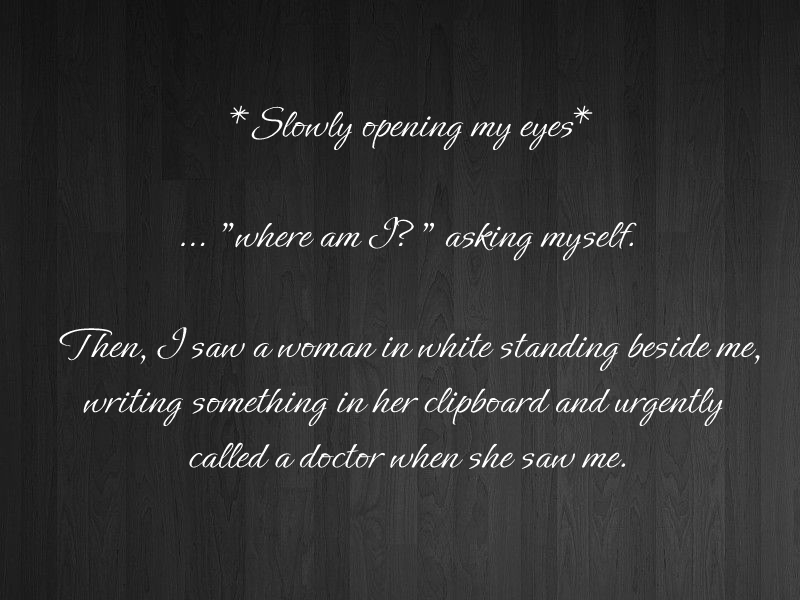 *Slowly opening my eyes*
... "where am I? " asking myself.
Then, I saw a woman in white standing beside me,
writing something in her clipboard and urgently
called a doctor when she saw me.